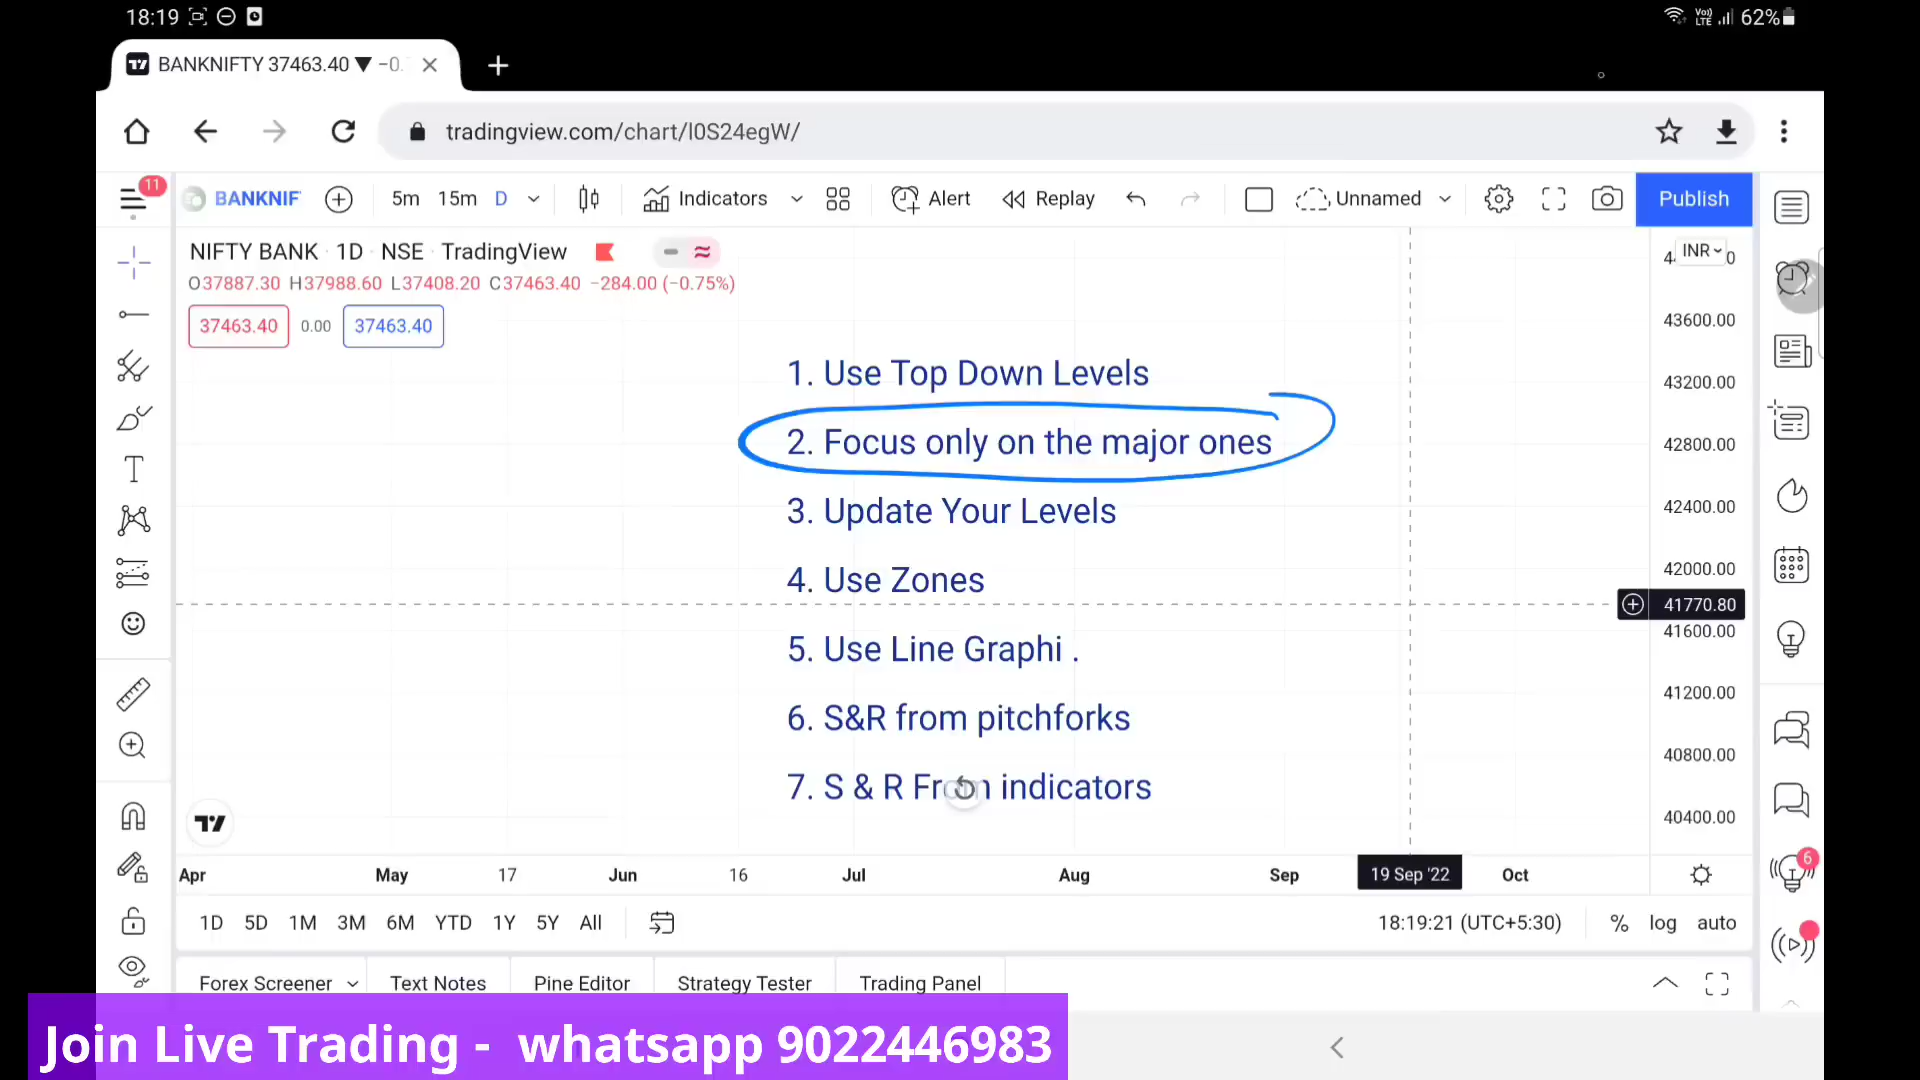 18:19
Vo)) LTE 62%
BANKNIFTY 37463.40 ▼ −0.
tradingview.com/chart/l0S24egW/
11
BANKNIF 5m 15m D Indicators Alert Replay Unnamed Publish
NIFTY BANK · 1D · NSE · TradingView
INR
O37887.30 H37988.60 L37408.20 C37463.40 −284.00 (−0.75%)
37463.40 0.00 37463.40
43600.00
1. Use Top Down Levels
43200.00
2. Focus only on the major ones
42800.00
3. Update Your Levels
42400.00
4. Use Zones
42000.00
41770.80
41600.00
5. Use Line Graphi .
41200.00
6. S&R from pitchforks
40800.00
7. S & R From indicators
40400.00
Apr May 17 Jun 16 Jul Aug Sep 19 Sep '22 Oct
6
1D 5D 1M 3M 6M YTD 1Y 5Y All 18:19:21 (UTC+5:30) % log auto
Forex Screener Text Notes Pine Editor Strategy Tester Trading Panel
Join Live Trading - whatsapp 9022446983